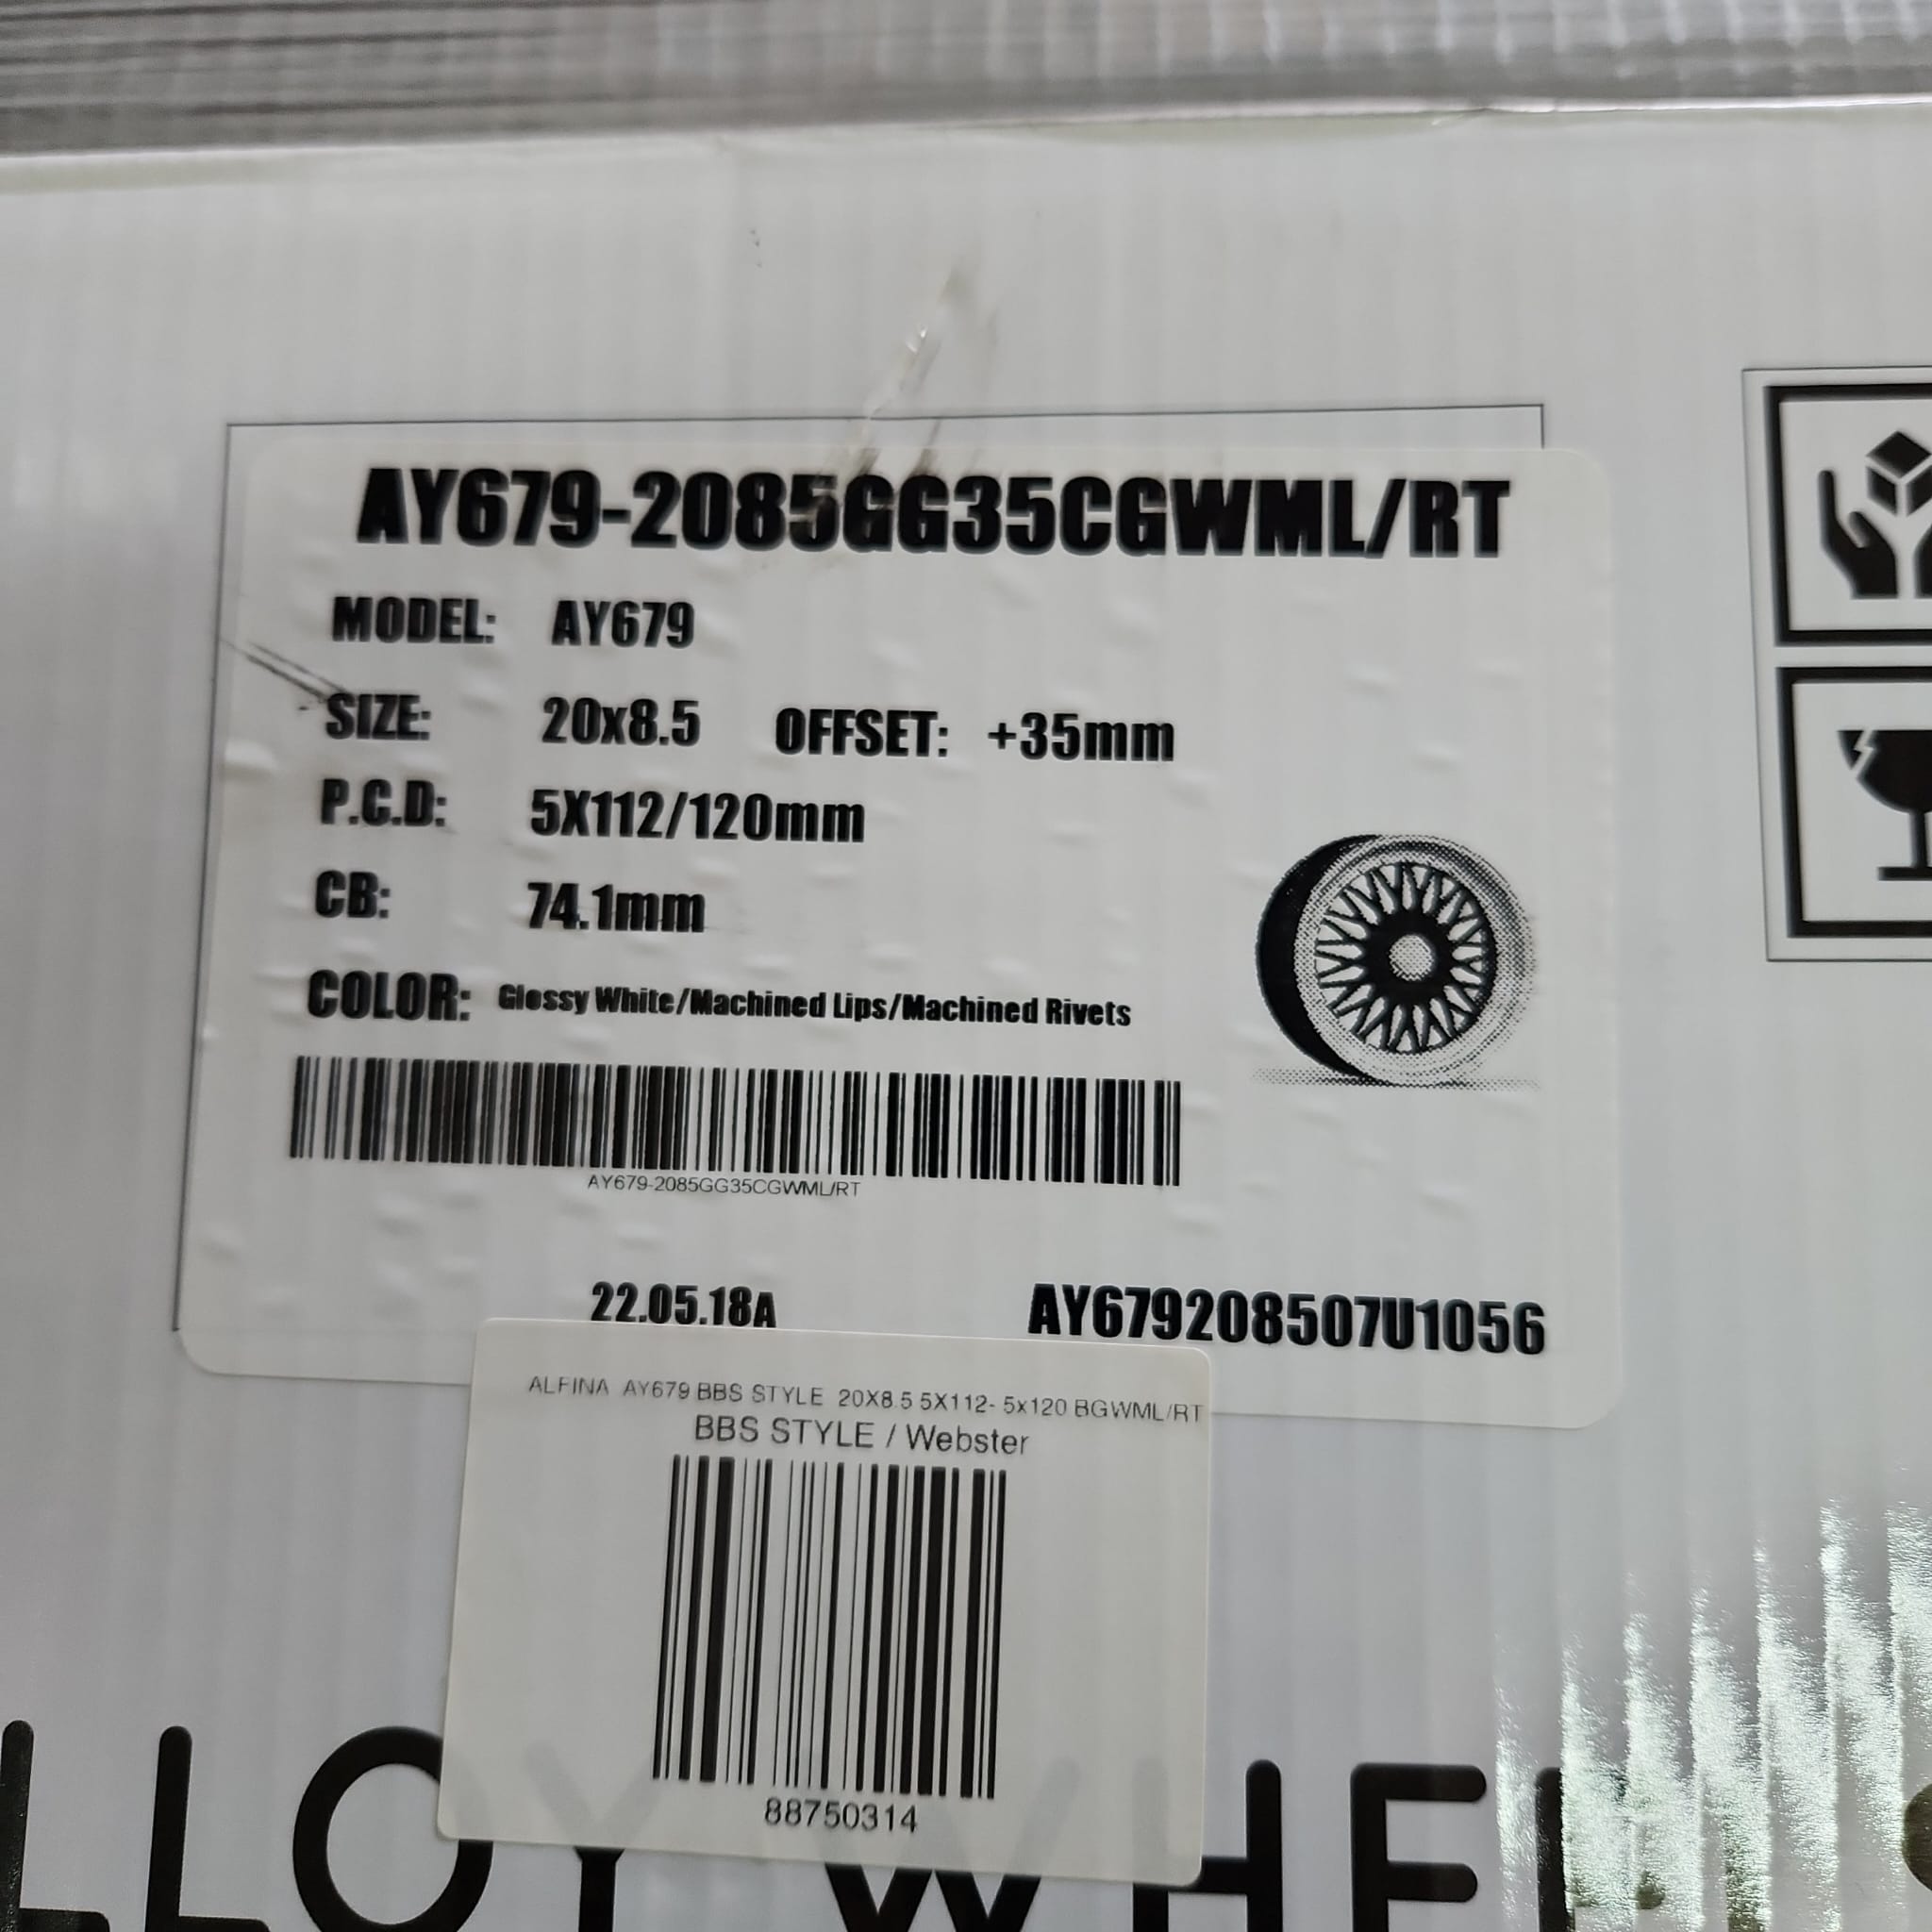 AY679-2085GG35CGWML/RT
MODEL: AY679
SIZE: 20x8.5 OFFSET: +35mm
P.C.D: 5X112/120mm
CB: 74.1mm
COLOR: Glossy White/Machined Lips/Machined Rivets
AY679-2085GG35CGWML/RT
22.05.18A AY679208507U1056
ALFINA AY679 BBS STYLE 20X8.5 5X112- 5x120 BGWML/RT
BBS STYLE / Webster
88750314